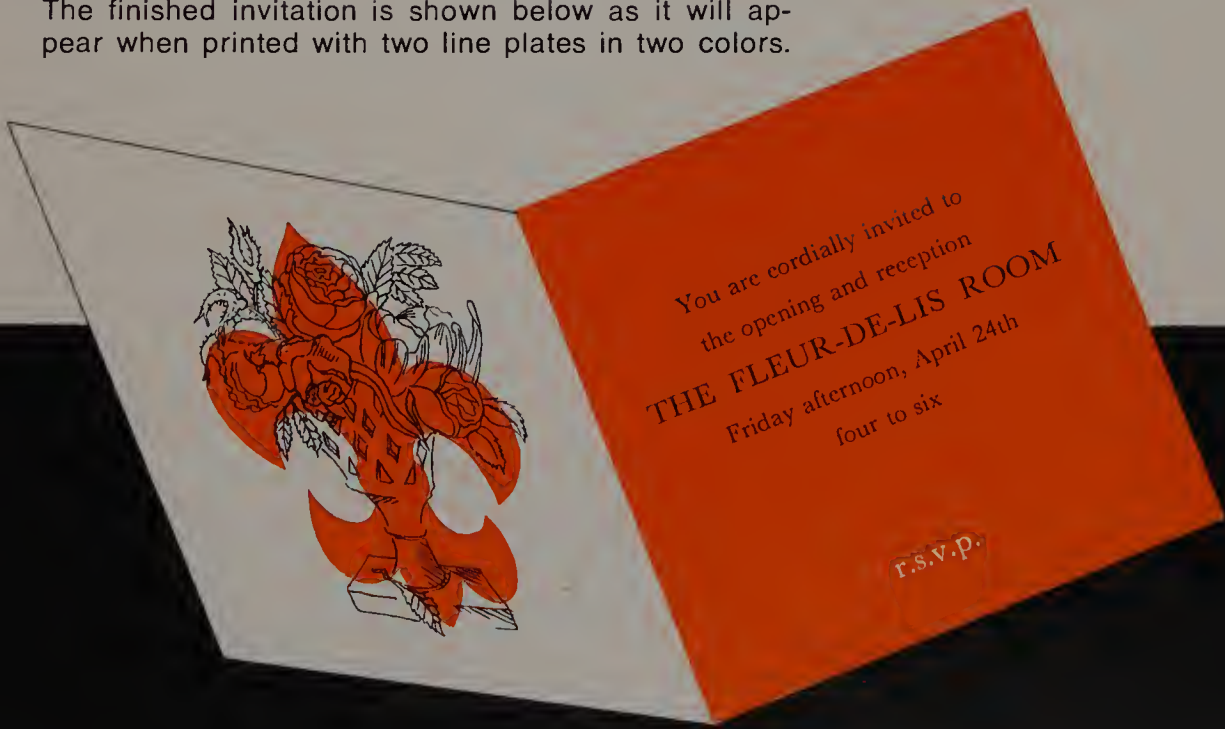 The finished invitation is shown below as it will ap-
pear when printed with two line plates in two colors.
You are cordially invited to
the opening and reception
THE FLEUR-DE-LIS ROOM
Friday afternoon, April 24th
four to six
r.s.v.p.